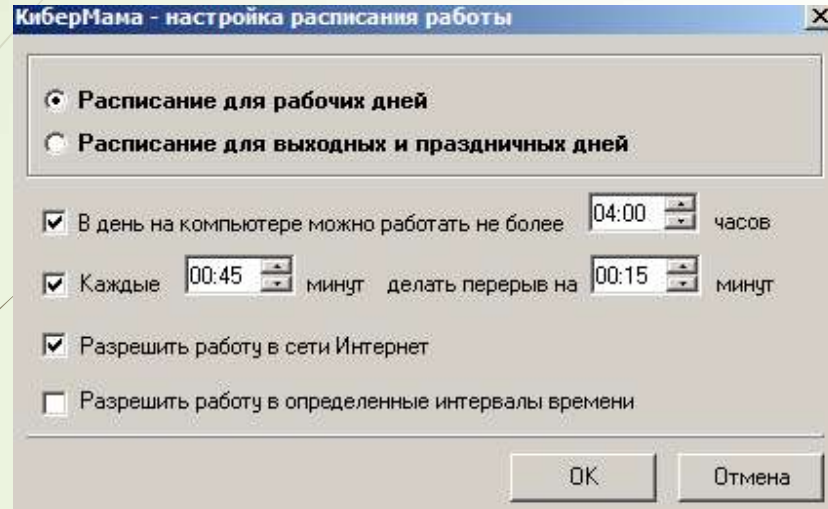 КиберМама - настройка расписания работы
Расписание для рабочих дней
Расписание для выходных и праздничных дней
В день на компьютере можно работать не более 04:00 часов
Каждые 00:45 минут делать перерыв на 00:15 минут
Разрешить работу в сети Интернет
Разрешить работу в определенные интервалы времени
OK Отмена